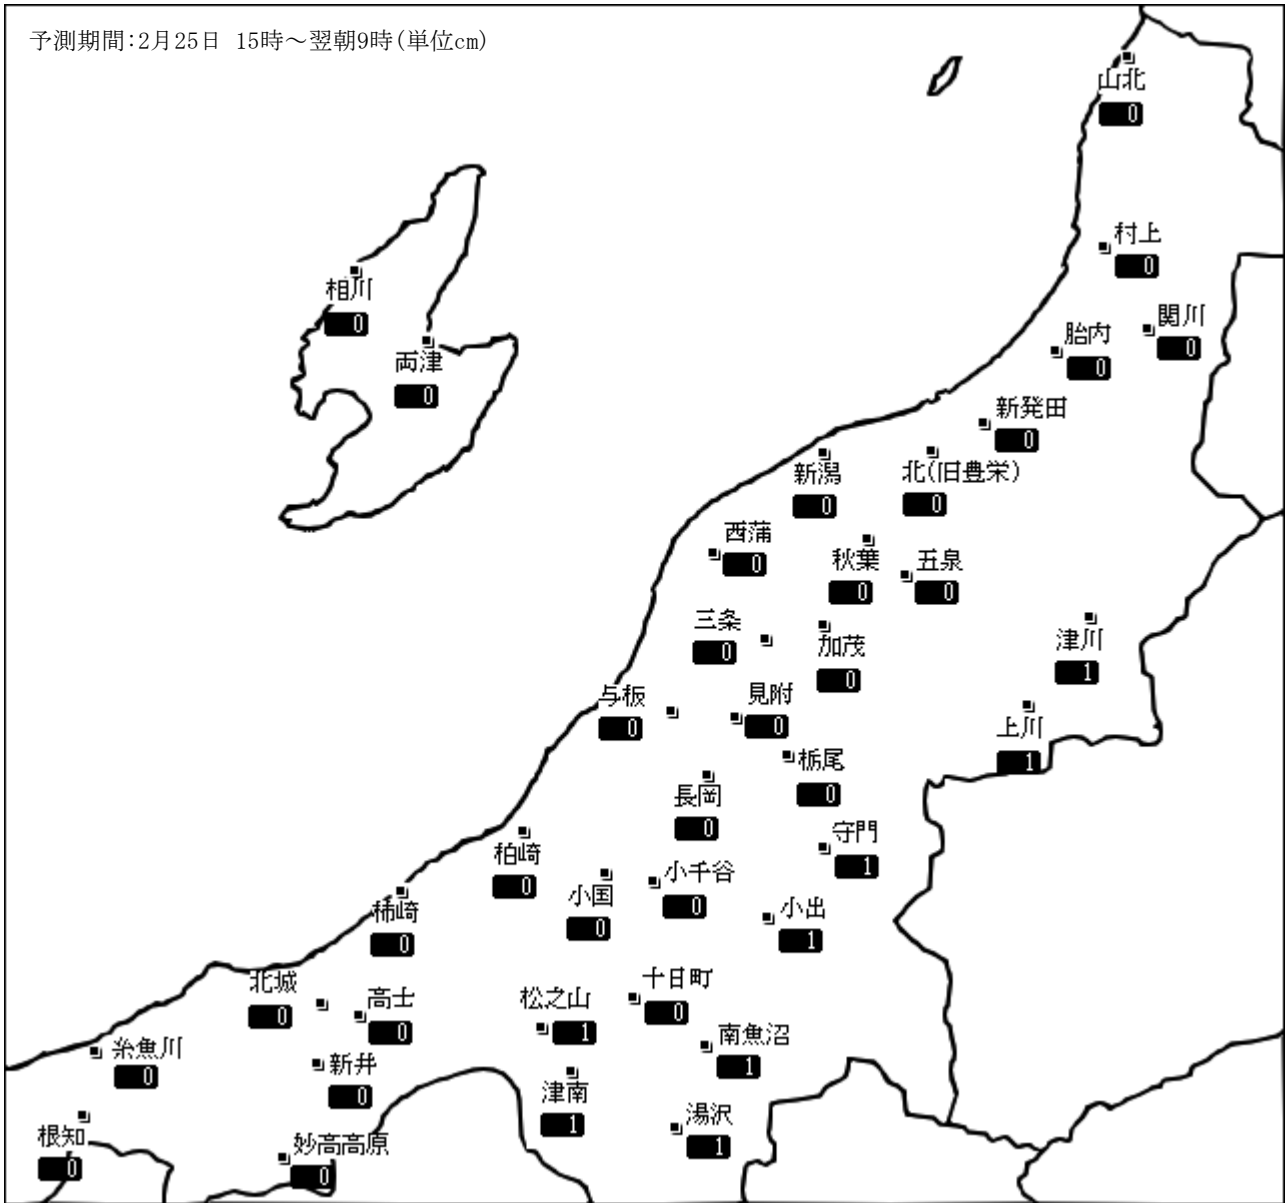 予測期間:2月25日 15時～翌朝9時(単位cm)
山北
0
村上
0
相川
0
関川
0
胎内
0
両津
0
新発田
0
新潟
0
北(旧豊栄)
0
西蒲
0
秋葉
0
五泉
0
三条
0
加茂
0
津川
1
与板
0
見附
0
上川
1
栃尾
0
長岡
0
守門
1
柏崎
0
小千谷
0
小国
0
小出
1
柿崎
0
北城
0
高士
0
松之山
1
十日町
0
南魚沼
1
糸魚川
0
新井
0
津南
1
湯沢
1
根知
0
妙高高原
0